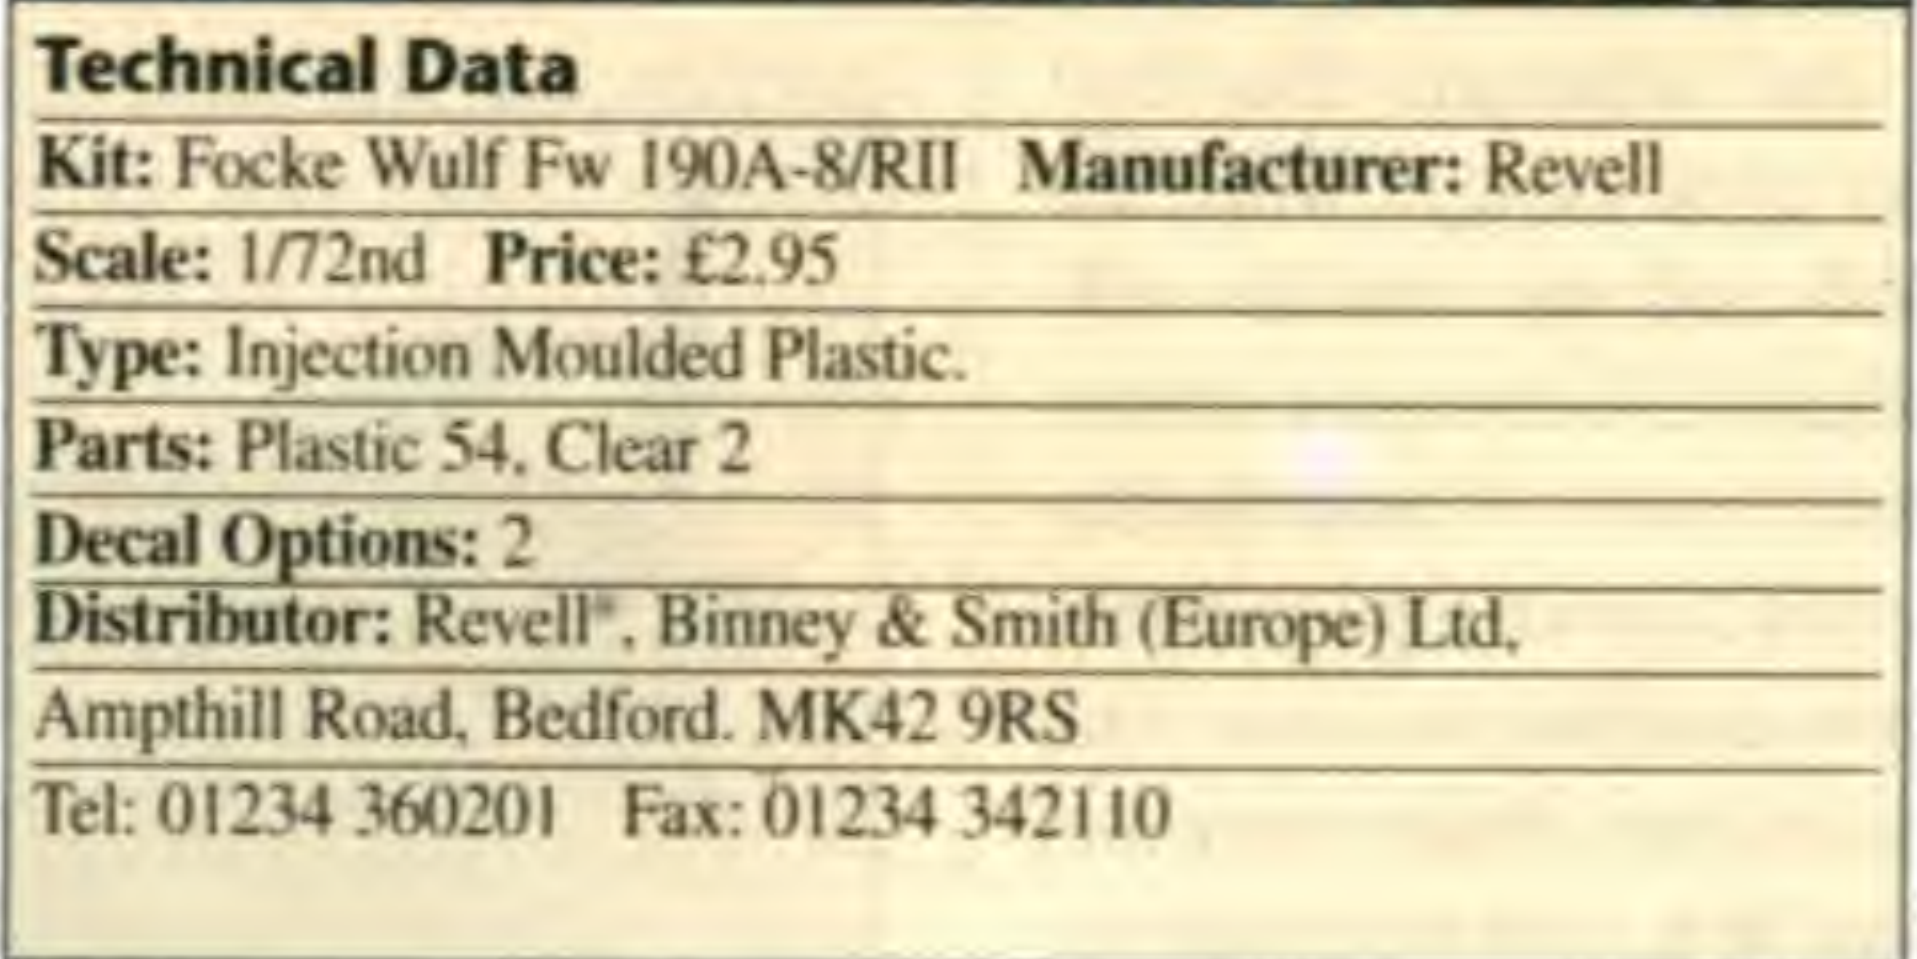 Technical Data
Kit: Focke Wulf Fw 190A-8/RII Manufacturer: Revell
Scale: 1/72nd Price: £2.95
Type: Injection Moulded Plastic.
Parts: Plastic 54, Clear 2
Decal Options: 2
Distributor: Revell®, Binney & Smith (Europe) Ltd,
Ampthill Road, Bedford. MK42 9RS
Tel: 01234 360201 Fax: 01234 342110